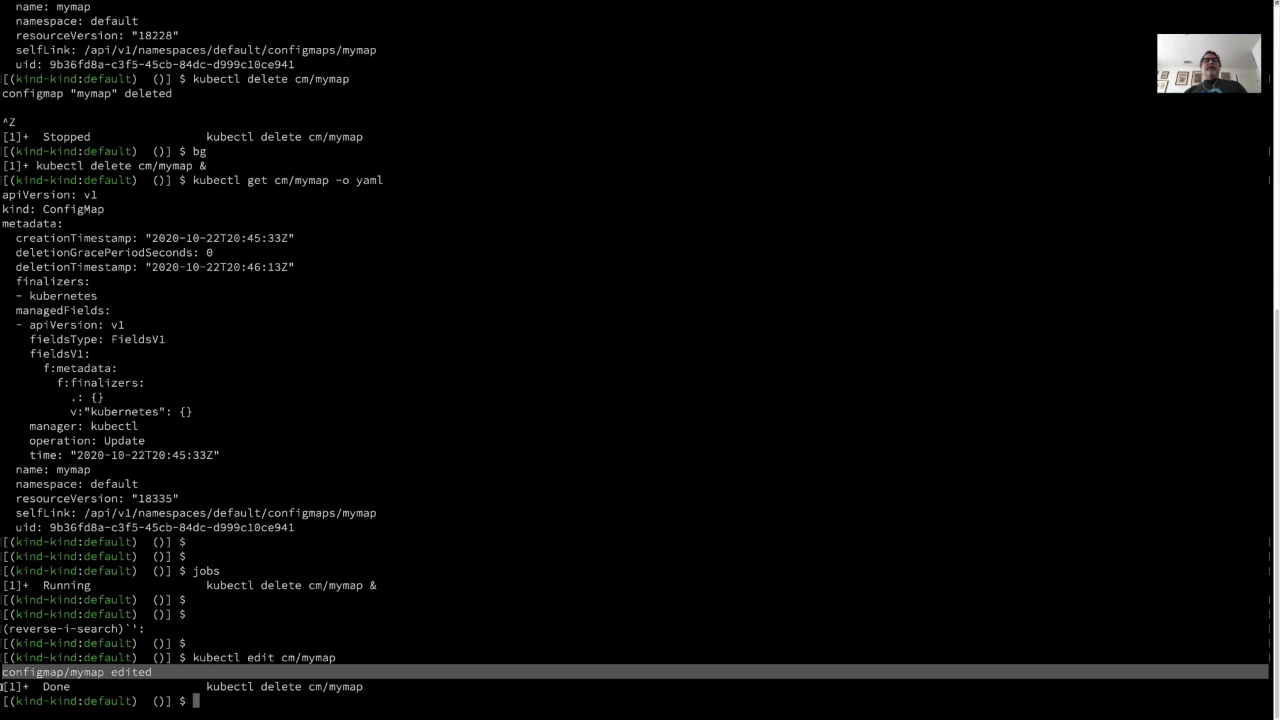 name: mymap
namespace: default
resourceVersion: "18228"
selfLink: /api/v1/namespaces/default/configmaps/mymap
uid: 9b36fd8a-c3f5-45cb-84dc-d999c10ce941
[(kind-kind:default)  ()] $ kubectl delete cm/mymap
configmap "mymap" deleted
^Z
[1]+  Stopped                 kubectl delete cm/mymap
[(kind-kind:default)  ()] $ bg
[1]+ kubectl delete cm/mymap &
[(kind-kind:default)  ()] $ kubectl get cm/mymap -o yaml
apiVersion: v1
kind: ConfigMap
metadata:
  creationTimestamp: "2020-10-22T20:45:33Z"
  deletionGracePeriodSeconds: 0
  deletionTimestamp: "2020-10-22T20:46:13Z"
  finalizers:
  - kubernetes
  managedFields:
  - apiVersion: v1
    fieldsType: FieldsV1
    fieldsV1:
      f:metadata:
        f:finalizers:
          .: {}
          v:"kubernetes": {}
    manager: kubectl
    operation: Update
    time: "2020-10-22T20:45:33Z"
  name: mymap
  namespace: default
  resourceVersion: "18335"
  selfLink: /api/v1/namespaces/default/configmaps/mymap
  uid: 9b36fd8a-c3f5-45cb-84dc-d999c10ce941
[(kind-kind:default)  ()] $
[(kind-kind:default)  ()] $
[(kind-kind:default)  ()] $ jobs
[1]+  Running                 kubectl delete cm/mymap &
[(kind-kind:default)  ()] $
[(kind-kind:default)  ()] $
(reverse-i-search)`':
[(kind-kind:default)  ()] $
[(kind-kind:default)  ()] $ kubectl edit cm/mymap
configmap/mymap edited
[1]+  Done                    kubectl delete cm/mymap
[(kind-kind:default)  ()] $